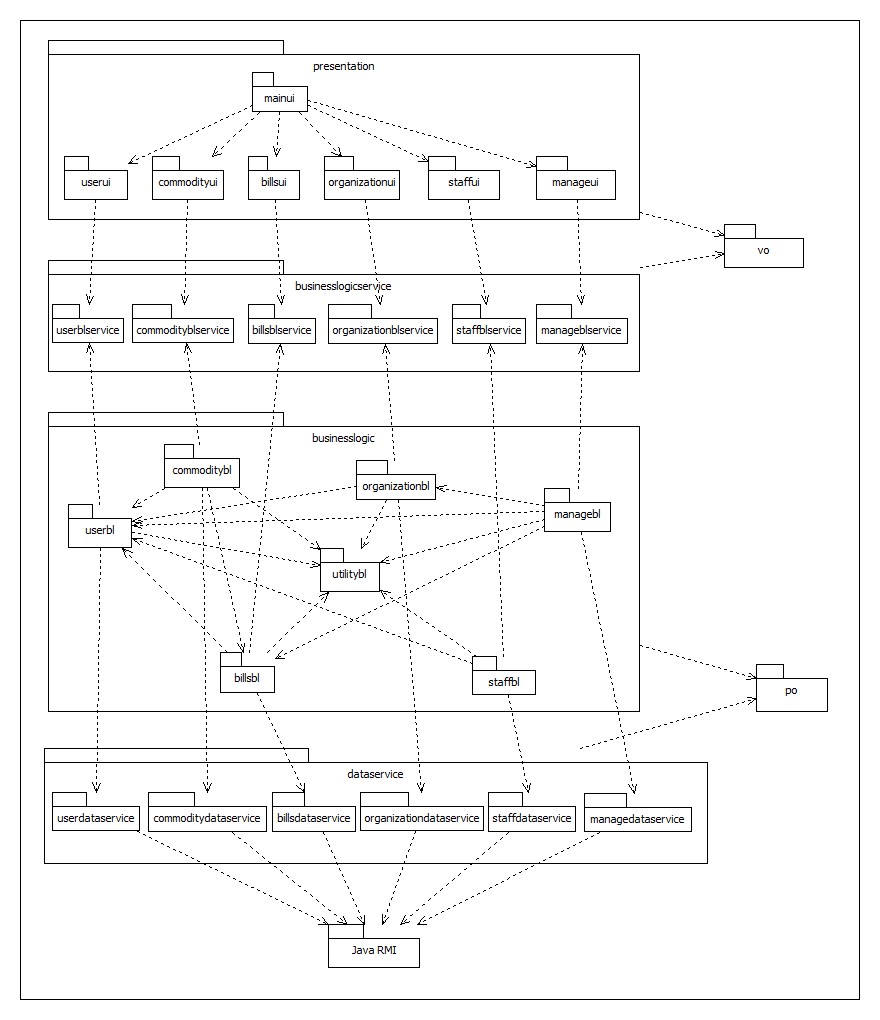 presentation
mainui
userui
commodityui
billsui
organizationui
staffui
manageui
vo
businesslogicservice
userblservice
commodityblservice
billsblservice
organizationblservice
staffblservice
manageblservice
businesslogic
commoditybl
organizationbl
managebl
userbl
utilitybl
billsbl
staffbl
po
dataservice
userdataservice
commoditydataservice
billsdataservice
organizationdataservice
staffdataservice
managedataservice
Java RMI